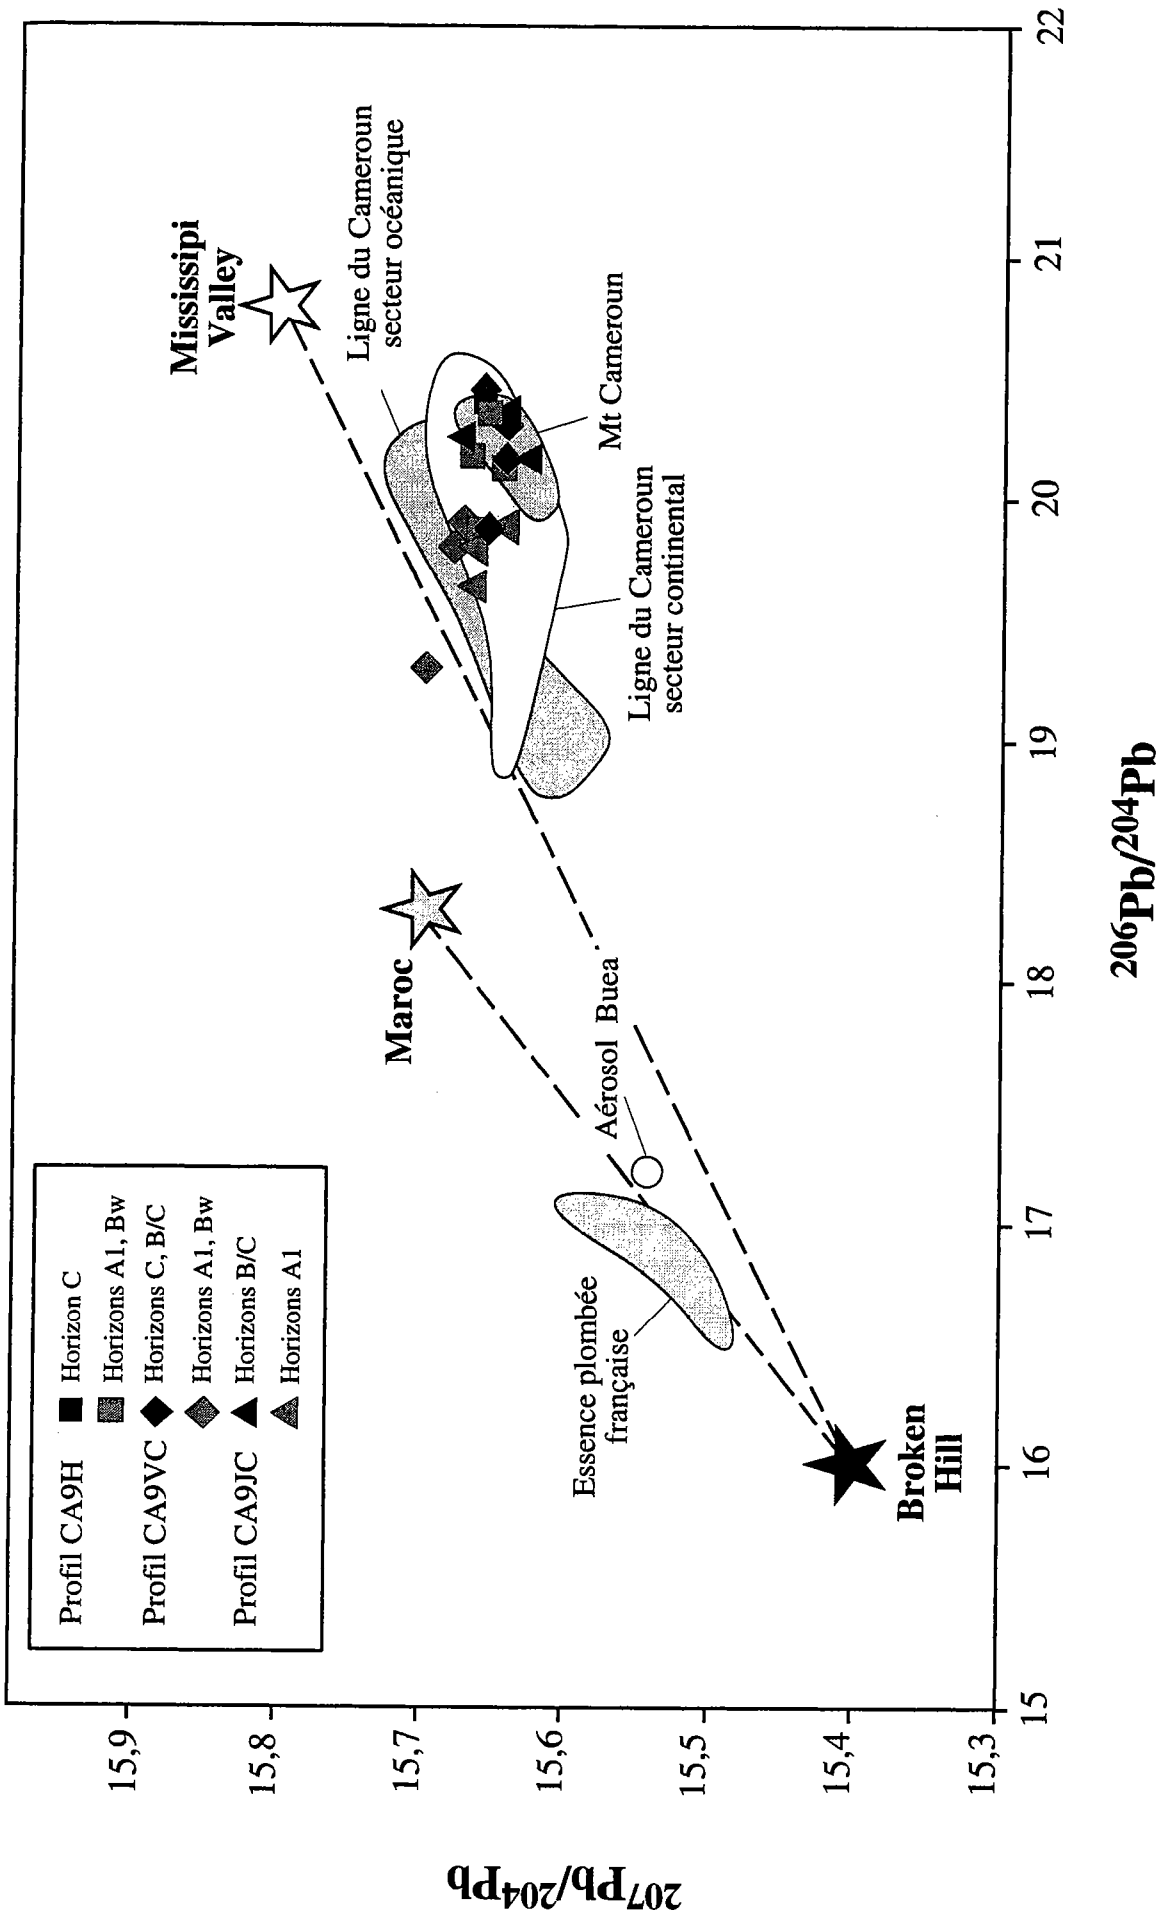 Profil CA9H
Horizon C
Horizons A1, Bw
Profil CA9VC
Horizons C, B/C
Horizons A1, Bw
Profil CA9JC
Horizons B/C
Horizons A1
Mississipi
Valley
Ligne du Cameroun
secteur océanique
Maroc
Mt Cameroun
Ligne du Cameroun
secteur continental
Aérosol Buea
Essence plombée
française
Broken
Hill
15,9
15,8
15,7
15,6
15,5
15,4
15,3
207Pb/204Pb
15
16
17
18
19
20
21
22
206Pb/204Pb